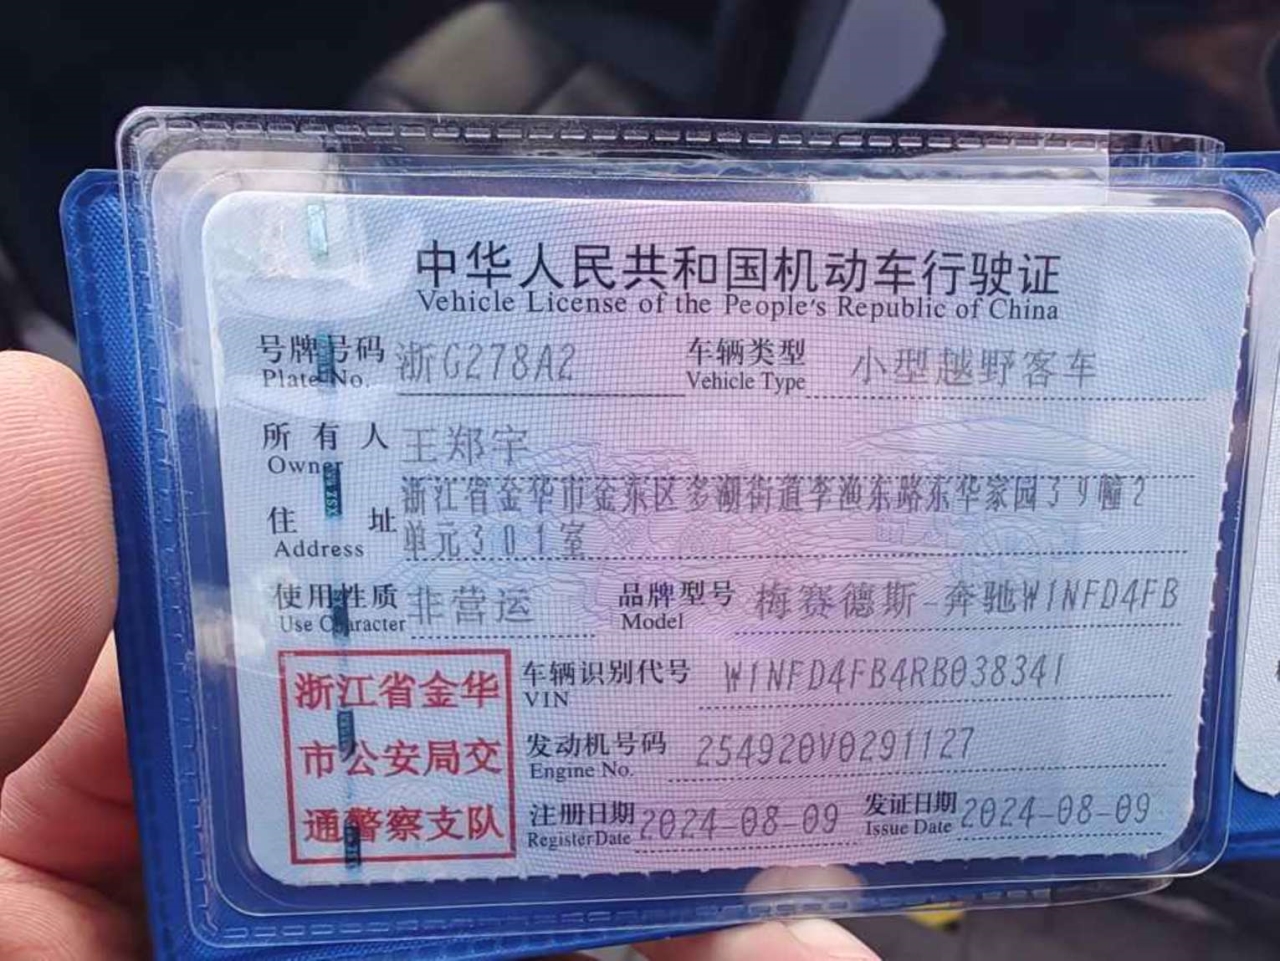 中华人民共和国机动车行驶证
Vehicle License of the People's Republic of China
号牌号码 浙G278A2 车辆类型 小型越野客车
Plate No. Vehicle Type
所有人 王郑宇
Owner
住址 浙江省金华市金东区多湖街道李渔东路东华家园39幢2
单元301室
Address
使用性质 非营运 品牌型号 梅赛德斯-奔驰W1NFD4FB
Use Character Model
浙江省金华
市公安局交
通警察支队
车辆识别代号 W1NFD4FB4RB038341
VIN
发动机号码 254920V0291127
Engine No.
注册日期 2024-08-09 发证日期 2024-08-09
Register Date Issue Date